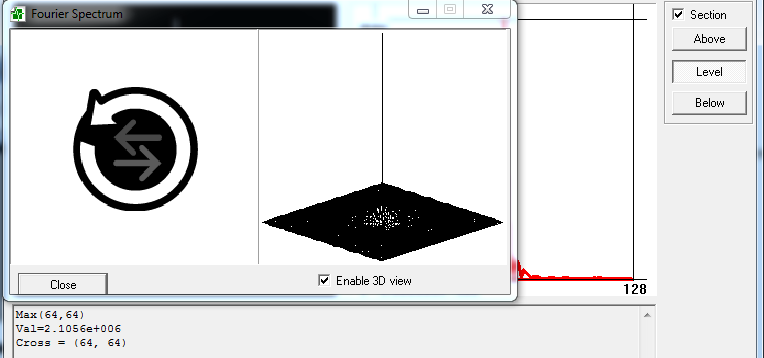 Fourier Spectrum
Section
Above
Level
Below
Close
Enable 3D view
128
Max(64,64)
Val=2.1056e+006
Cross = (64, 64)